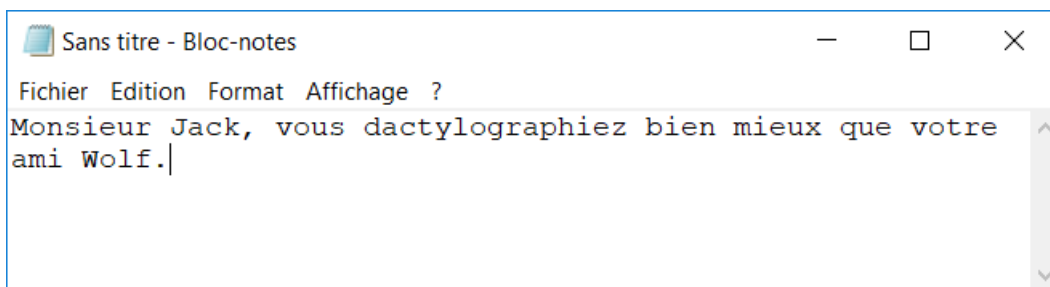 Sans titre - Bloc-notes
Fichier Edition Format Affichage ?
Monsieur Jack, vous dactylographiez bien mieux que votre
ami Wolf.